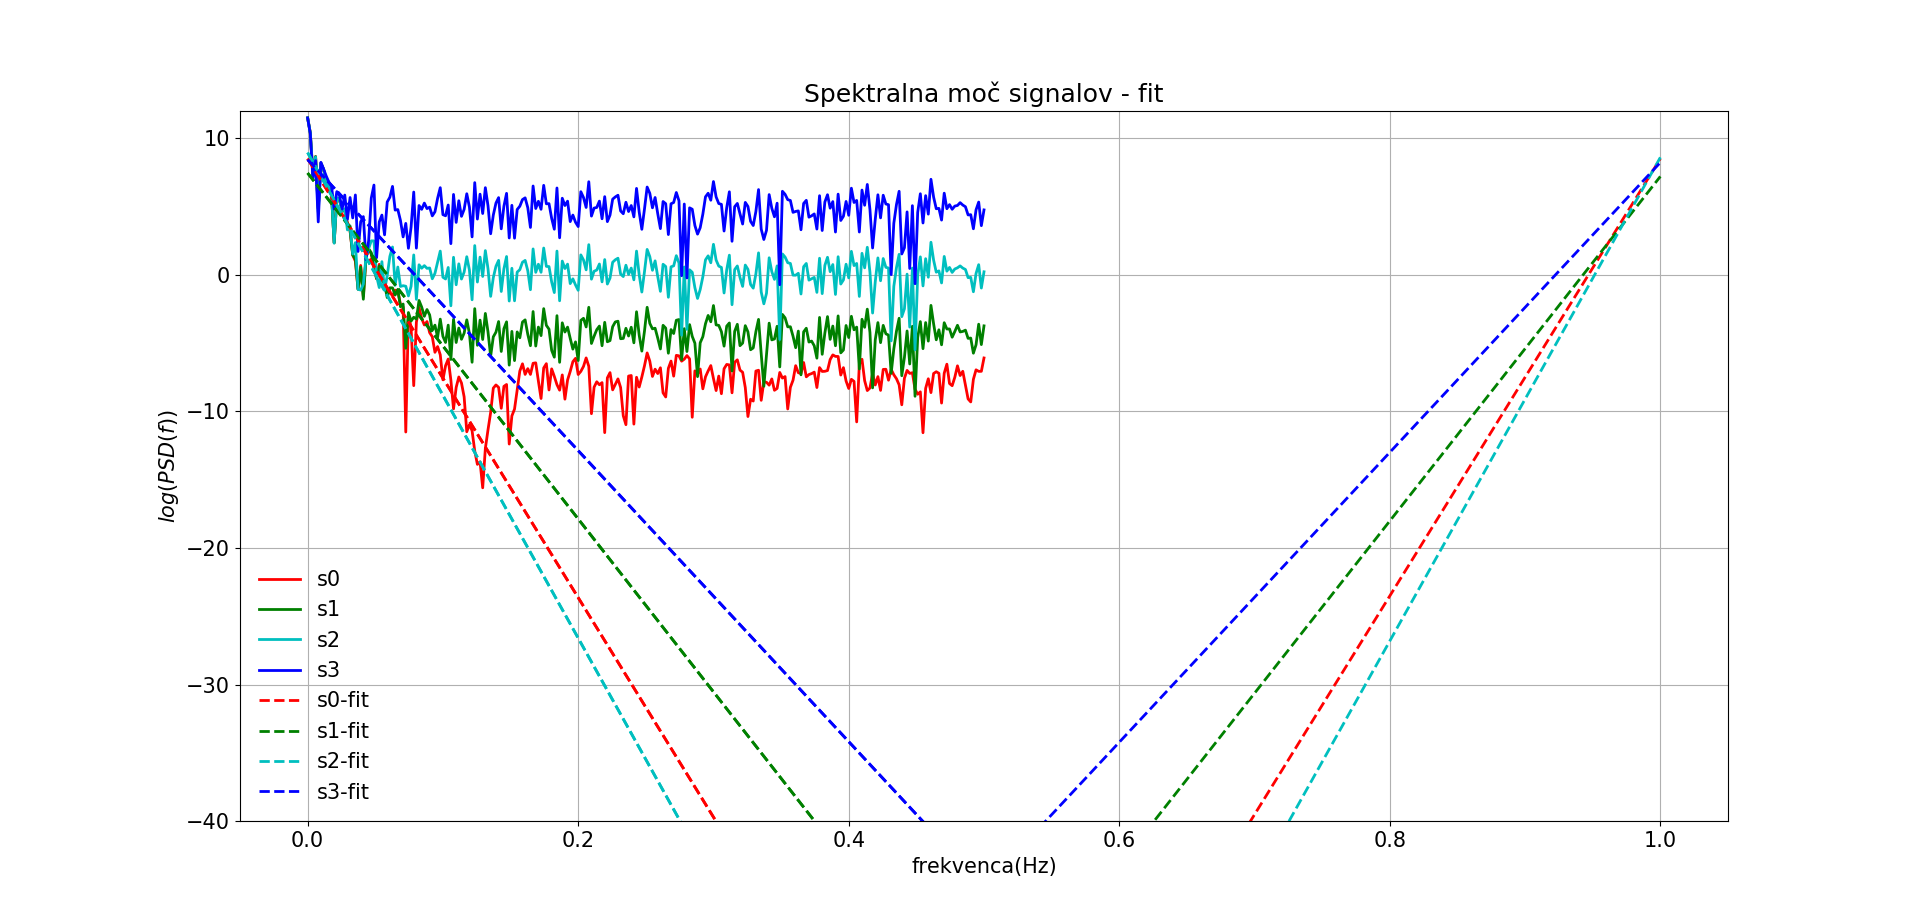 Spektralna moč signalov - fit
log(PSD(f))
10
0
−10
−20
−30
−40
s0
s1
s2
s3
s0-fit
s1-fit
s2-fit
s3-fit
0.0 0.2 0.4 0.6 0.8 1.0
frekvenca(Hz)